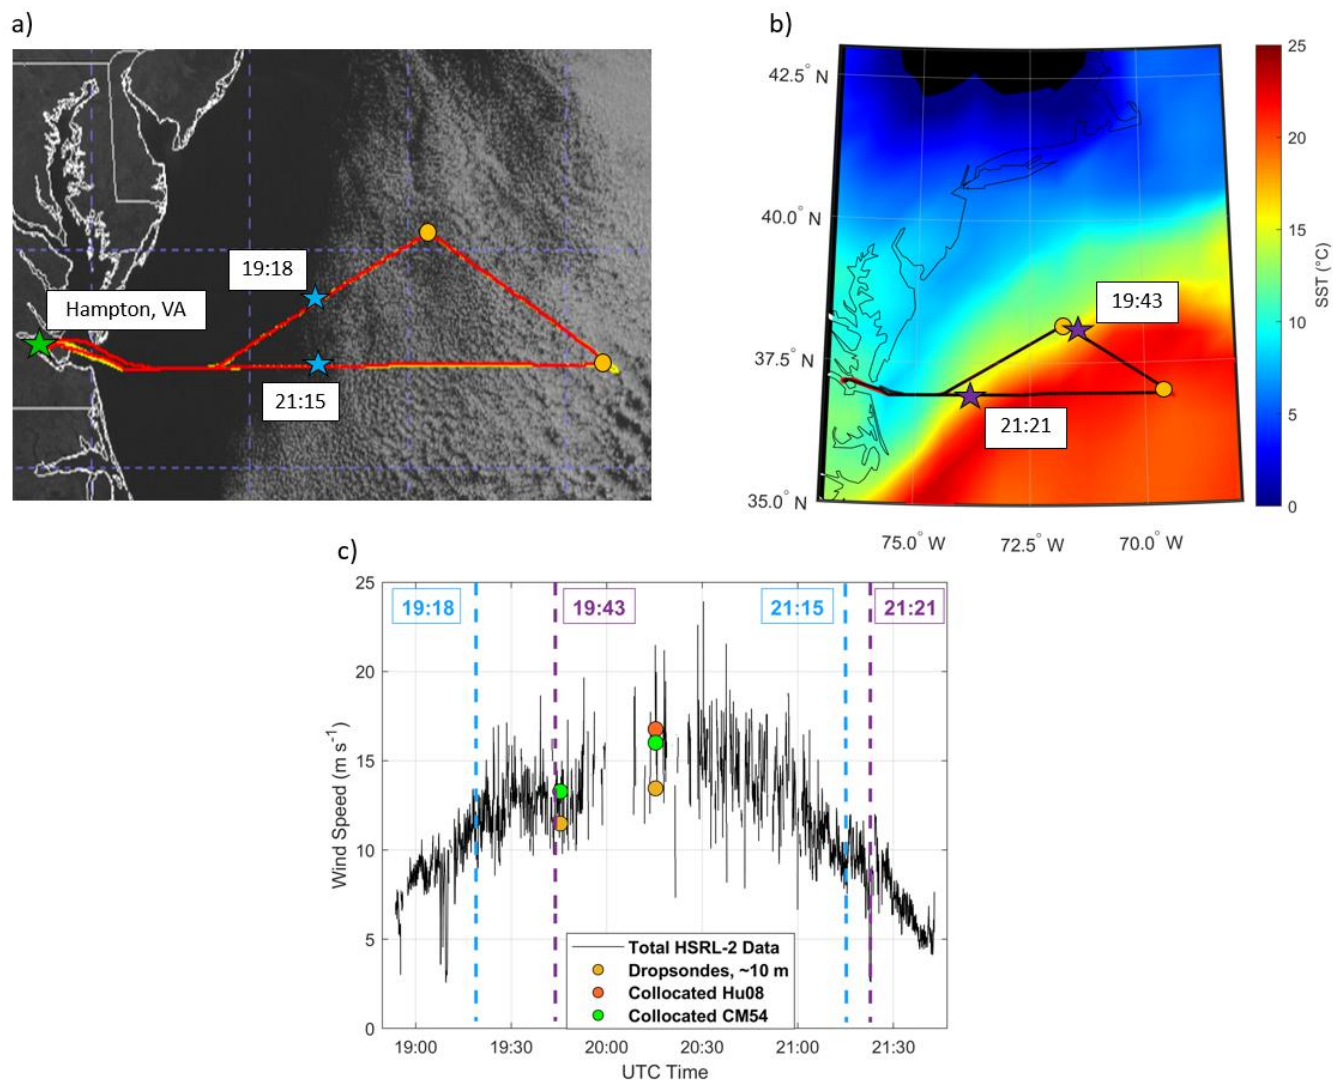 a)
19:18
Hampton, VA
21:15
b)
42.5° N
40.0° N
37.5° N
35.0° N
75.0° W
72.5° W
70.0° W
19:43
21:21
25
20
15
10
5
0
SST (°C)
c)
25
20
15
10
5
0
Wind Speed (m s⁻¹)
19:18
19:43
21:15
21:21
Total HSRL-2 Data
Dropsondes, ~10 m
Collocated Hu08
Collocated CM54
19:00
19:30
20:00
20:30
21:00
21:30
UTC Time